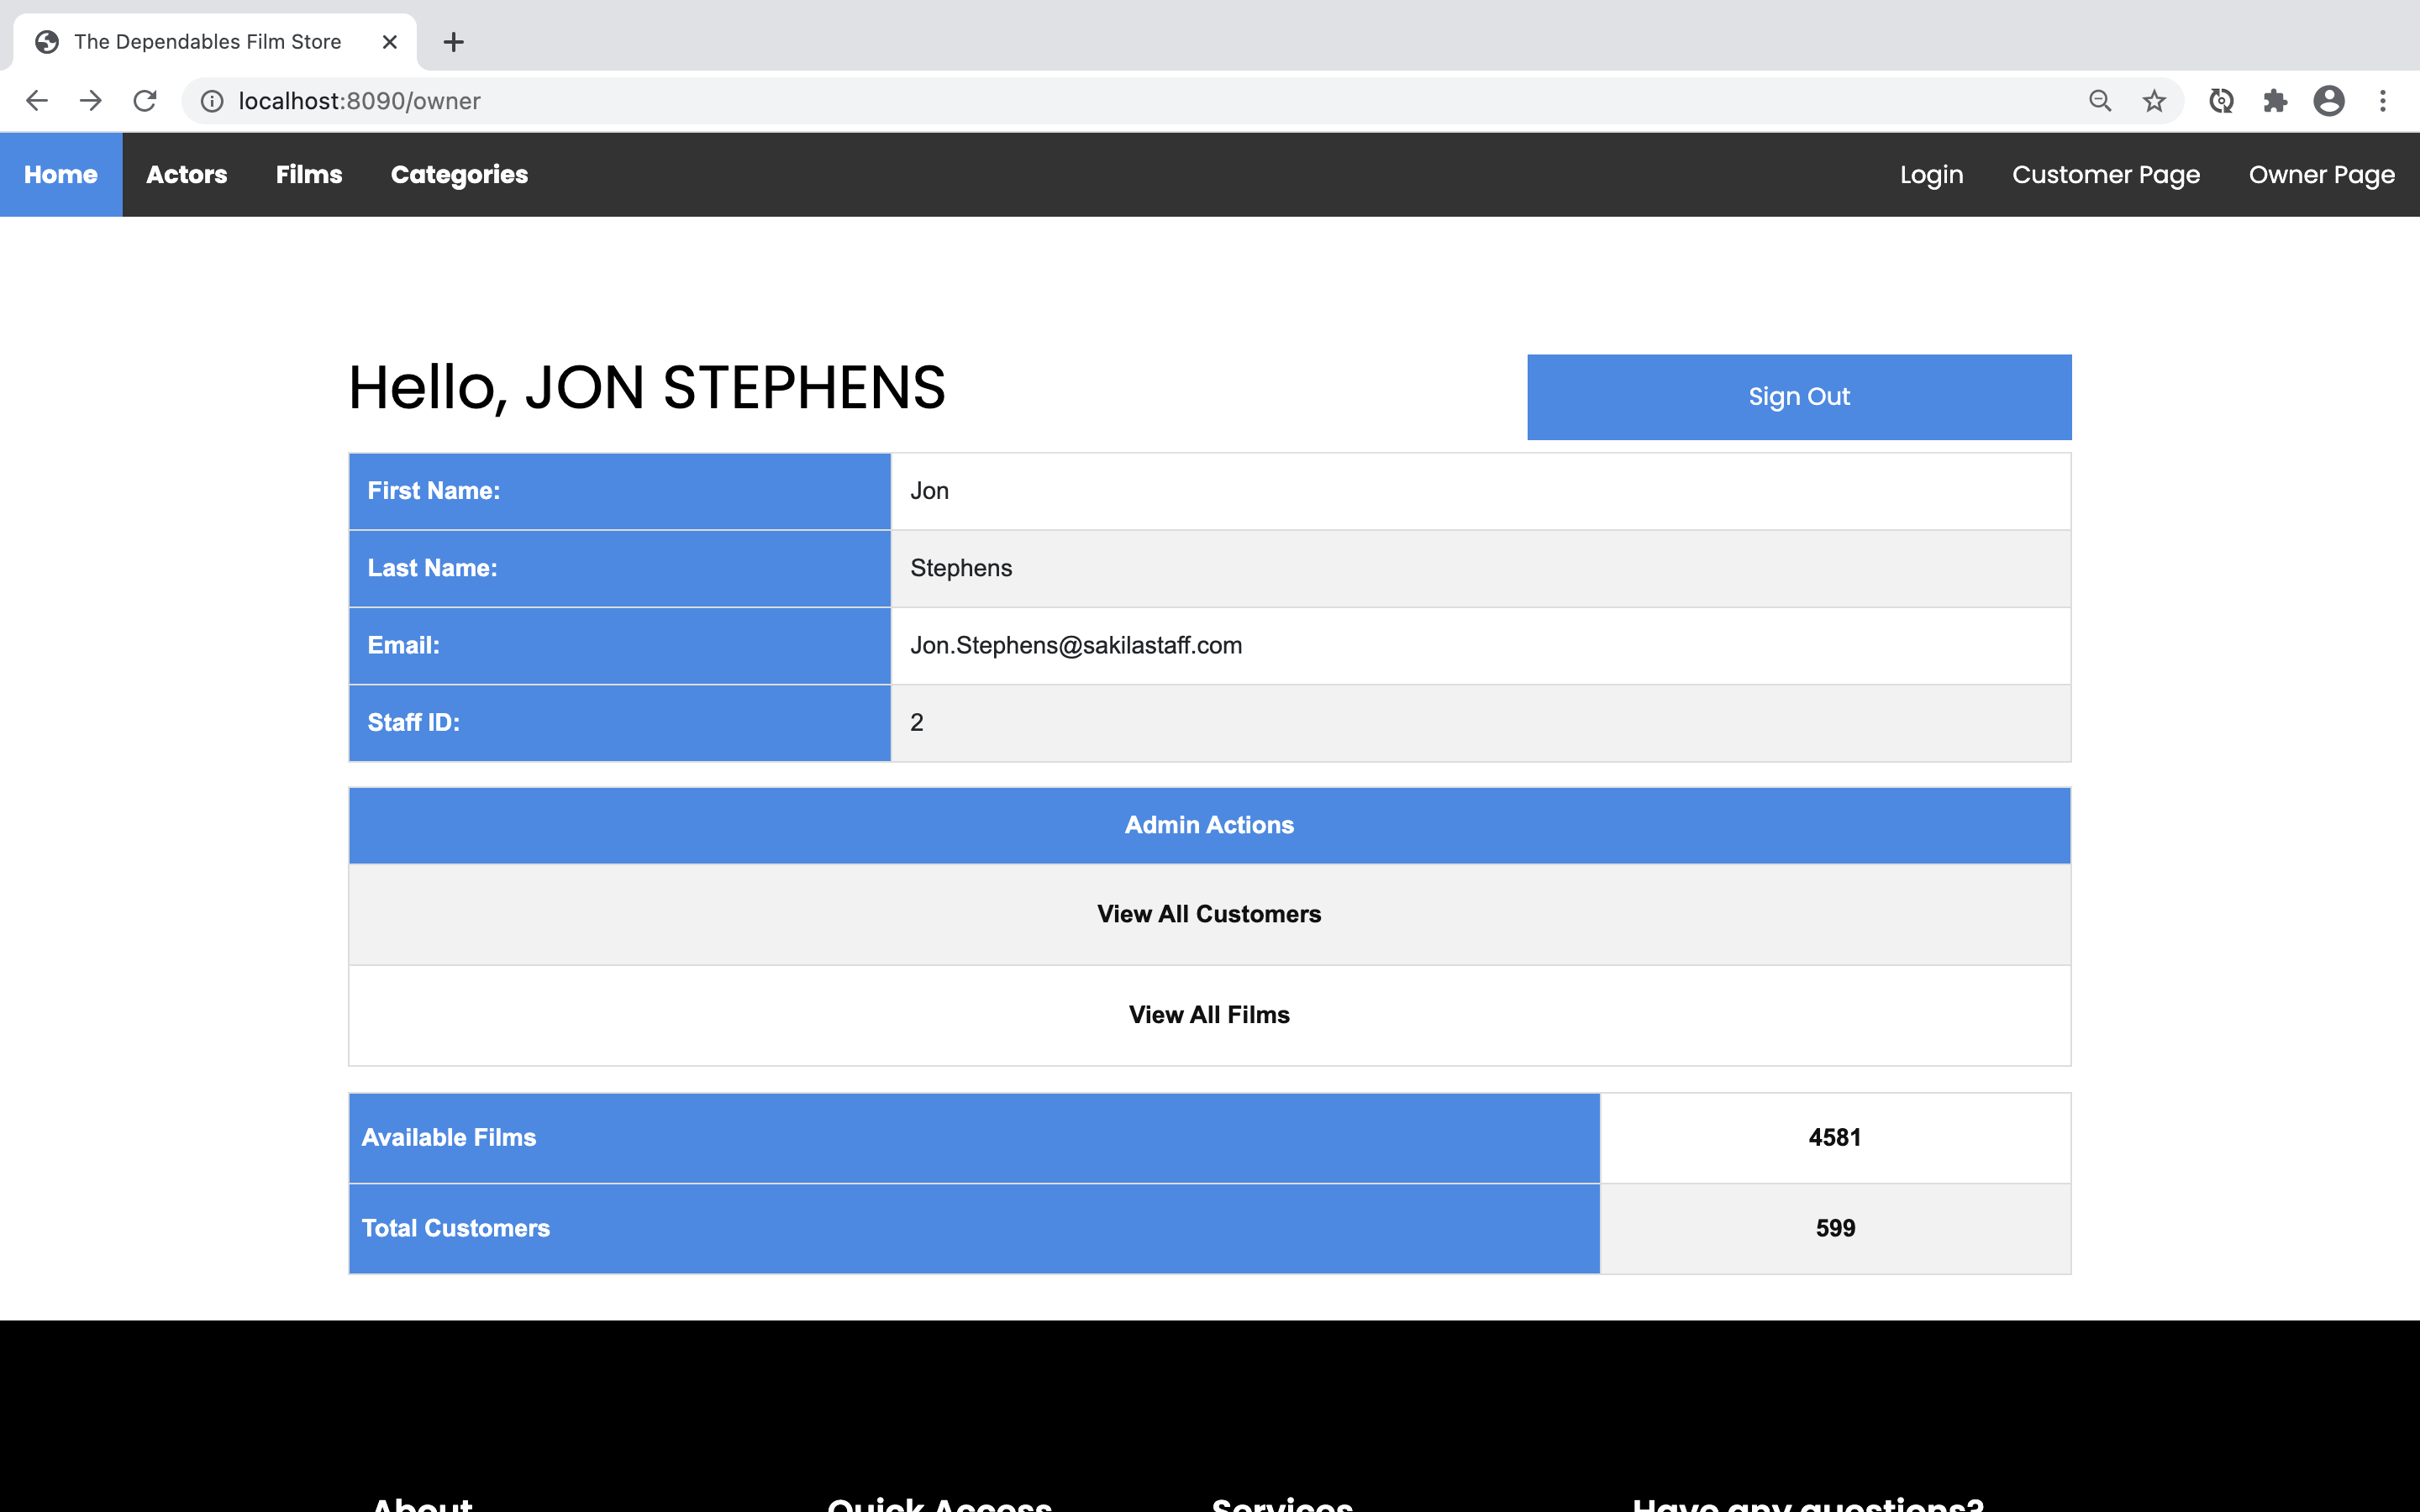 The Dependables Film Store
localhost:8090/owner
Home Actors Films Categories Login Customer Page Owner Page
Hello, JON STEPHENS
Sign Out
First Name: Jon
Last Name: Stephens
Email: Jon.Stephens@sakilastaff.com
Staff ID: 2
Admin Actions
View All Customers
View All Films
Available Films 4581
Total Customers 599
About Quick Access Services Have any questions?